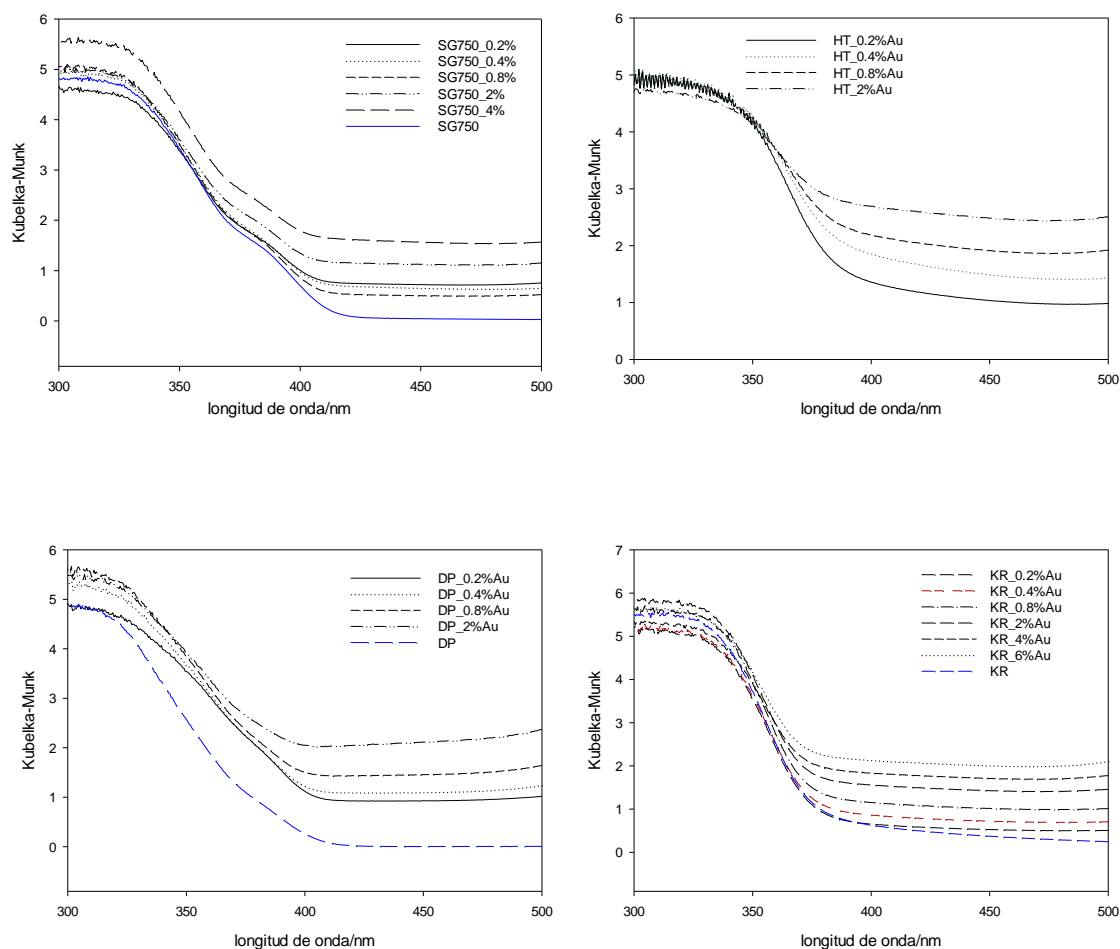 Kubelka-Munk
6
5
4
3
2
1
0
300
350
400
450
500
longitud de onda/nm
SG750_0.2%
SG750_0.4%
SG750_0.8%
SG750_2%
SG750_4%
SG750
Kubelka-Munk
6
5
4
3
2
1
0
300
350
400
450
500
longitud de onda/nm
HT_0.2%Au
HT_0.4%Au
HT_0.8%Au
HT_2%Au
Kubelka-Munk
6
5
4
3
2
1
0
300
350
400
450
500
longitud de onda/nm
DP_0.2%Au
DP_0.4%Au
DP_0.8%Au
DP_2%Au
DP
Kubelka-Munk
7
6
5
4
3
2
1
0
300
350
400
450
500
longitud de onda/nm
KR_0.2%Au
KR_0.4%Au
KR_0.8%Au
KR_2%Au
KR_4%Au
KR_6%Au
KR